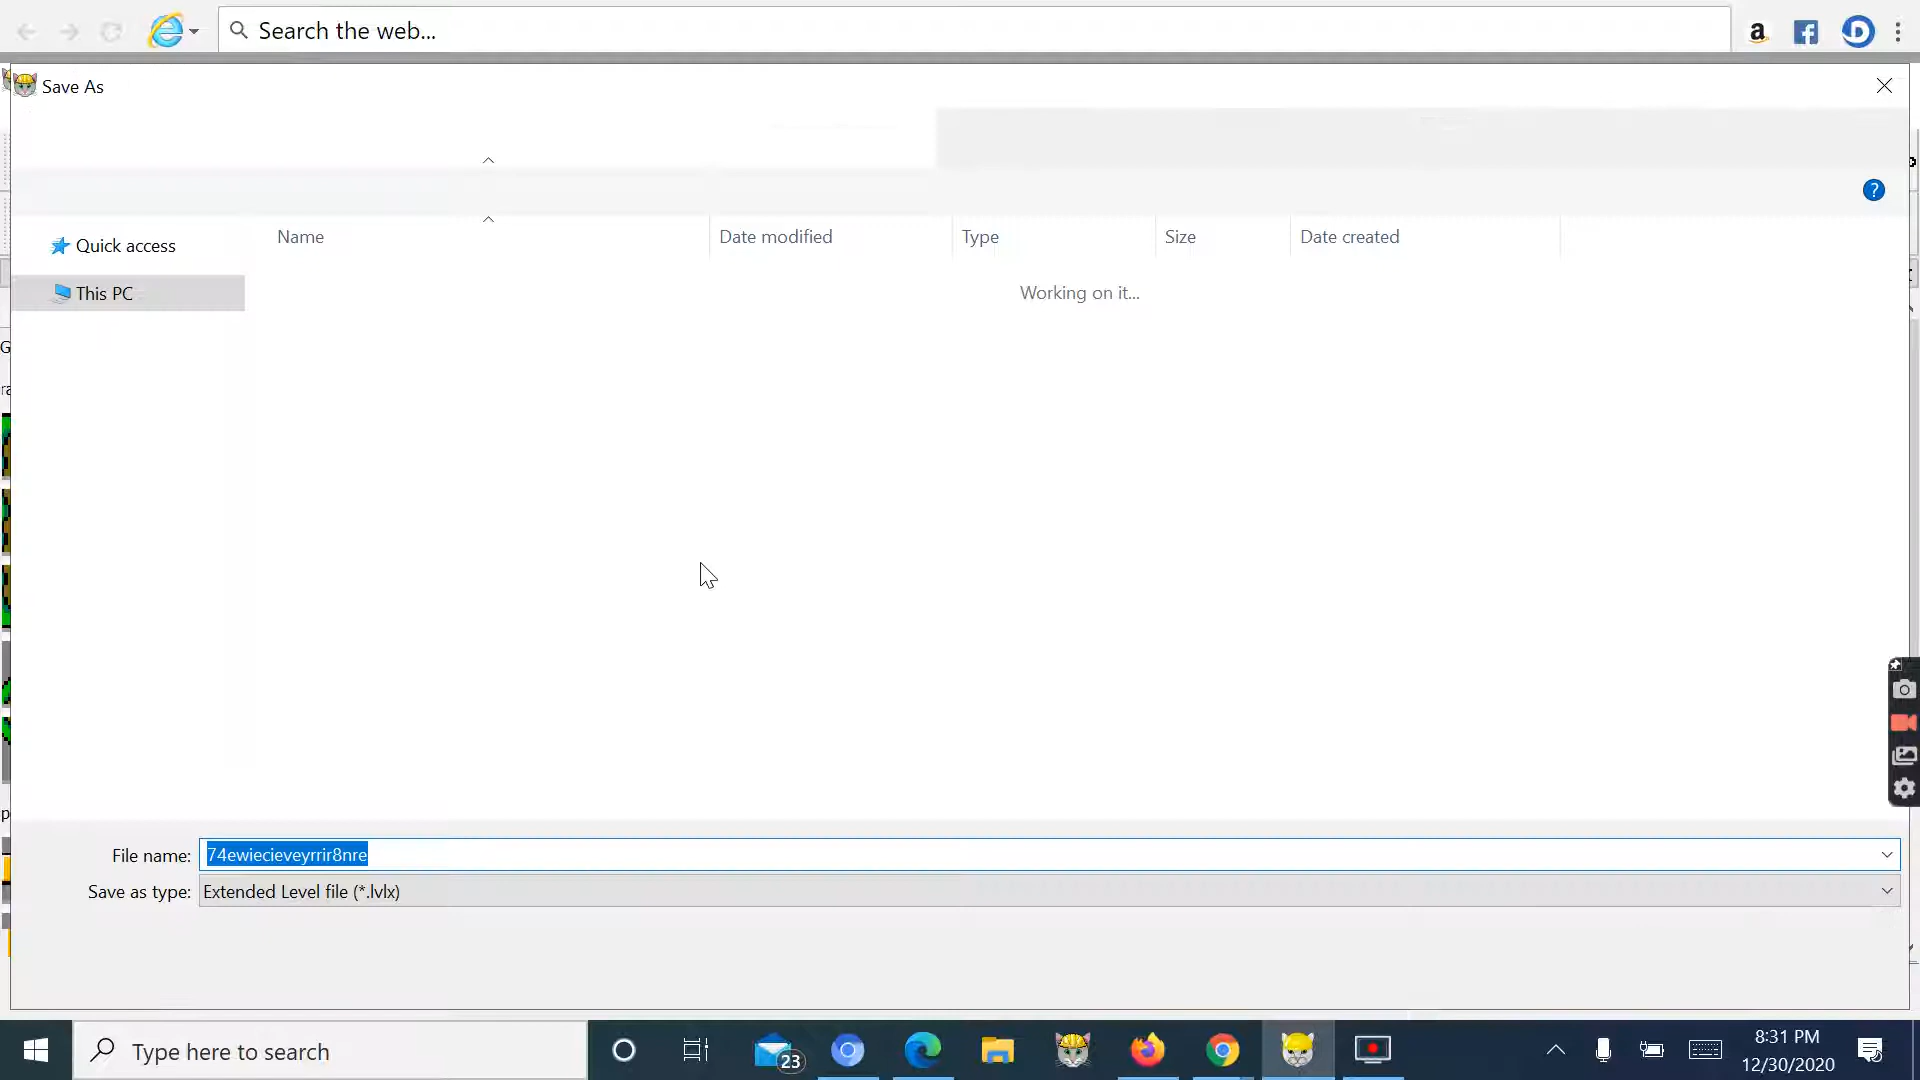 Search the web...
a
Save As
?
Name
Date modified
Type
Size
Date created
Quick access
This PC
Working on it...
File name:
74ewiecieveyrrir8nre
Save as type:
Extended Level file (*.lvlx)
Type here to search
23
8:31 PM
12/30/2020